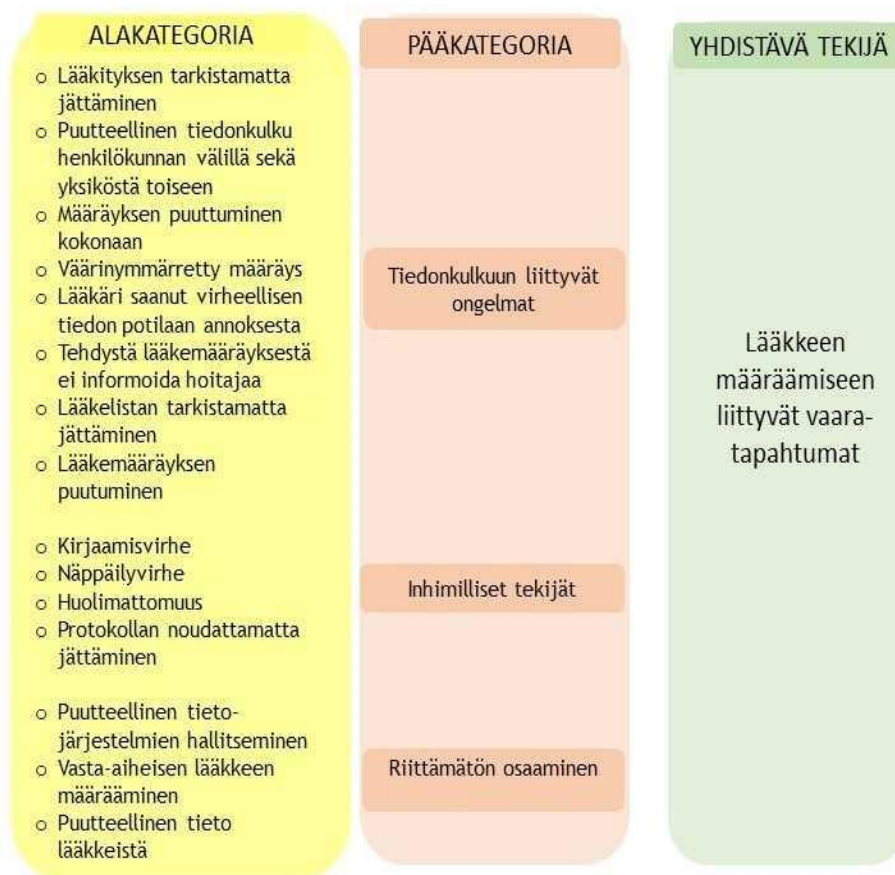 ALAKATEGORIA
o Lääkityksen tarkistamatta
jättäminen
o Puutteellinen tiedonkulku
henkilökunnan välillä sekä
yksiköstä toiseen
o Määräyksen puuttuminen
kokonaan
o Väärinymmärretty määräys
o Lääkäri saanut virheellisen
tiedon potilaan annoksesta
o Tehdystä lääkemääräyksestä
ei informoida hoitajaa
o Lääkelistan tarkistamatta
jättäminen
o Lääkemääräyksen
puutuminen
o Kirjaamisvirhe
o Näppäilyvirhe
o Huolimattomuus
o Protokollan noudattamatta
jättäminen
o Puutteellinen tieto-
järjestelmien hallitseminen
o Vasta-aiheisen lääkkeen
määrääminen
o Puutteellinen tieto
lääkkeistä
PÄÄKATEGORIA
Tiedonkulkuun liittyvät
ongelmat
Inhimilliset tekijät
Riittämätön osaaminen
YHDISTÄVÄ TEKIJÄ
Lääkkeen
määräämiseen
liittyvät vaara-
tapahtumat